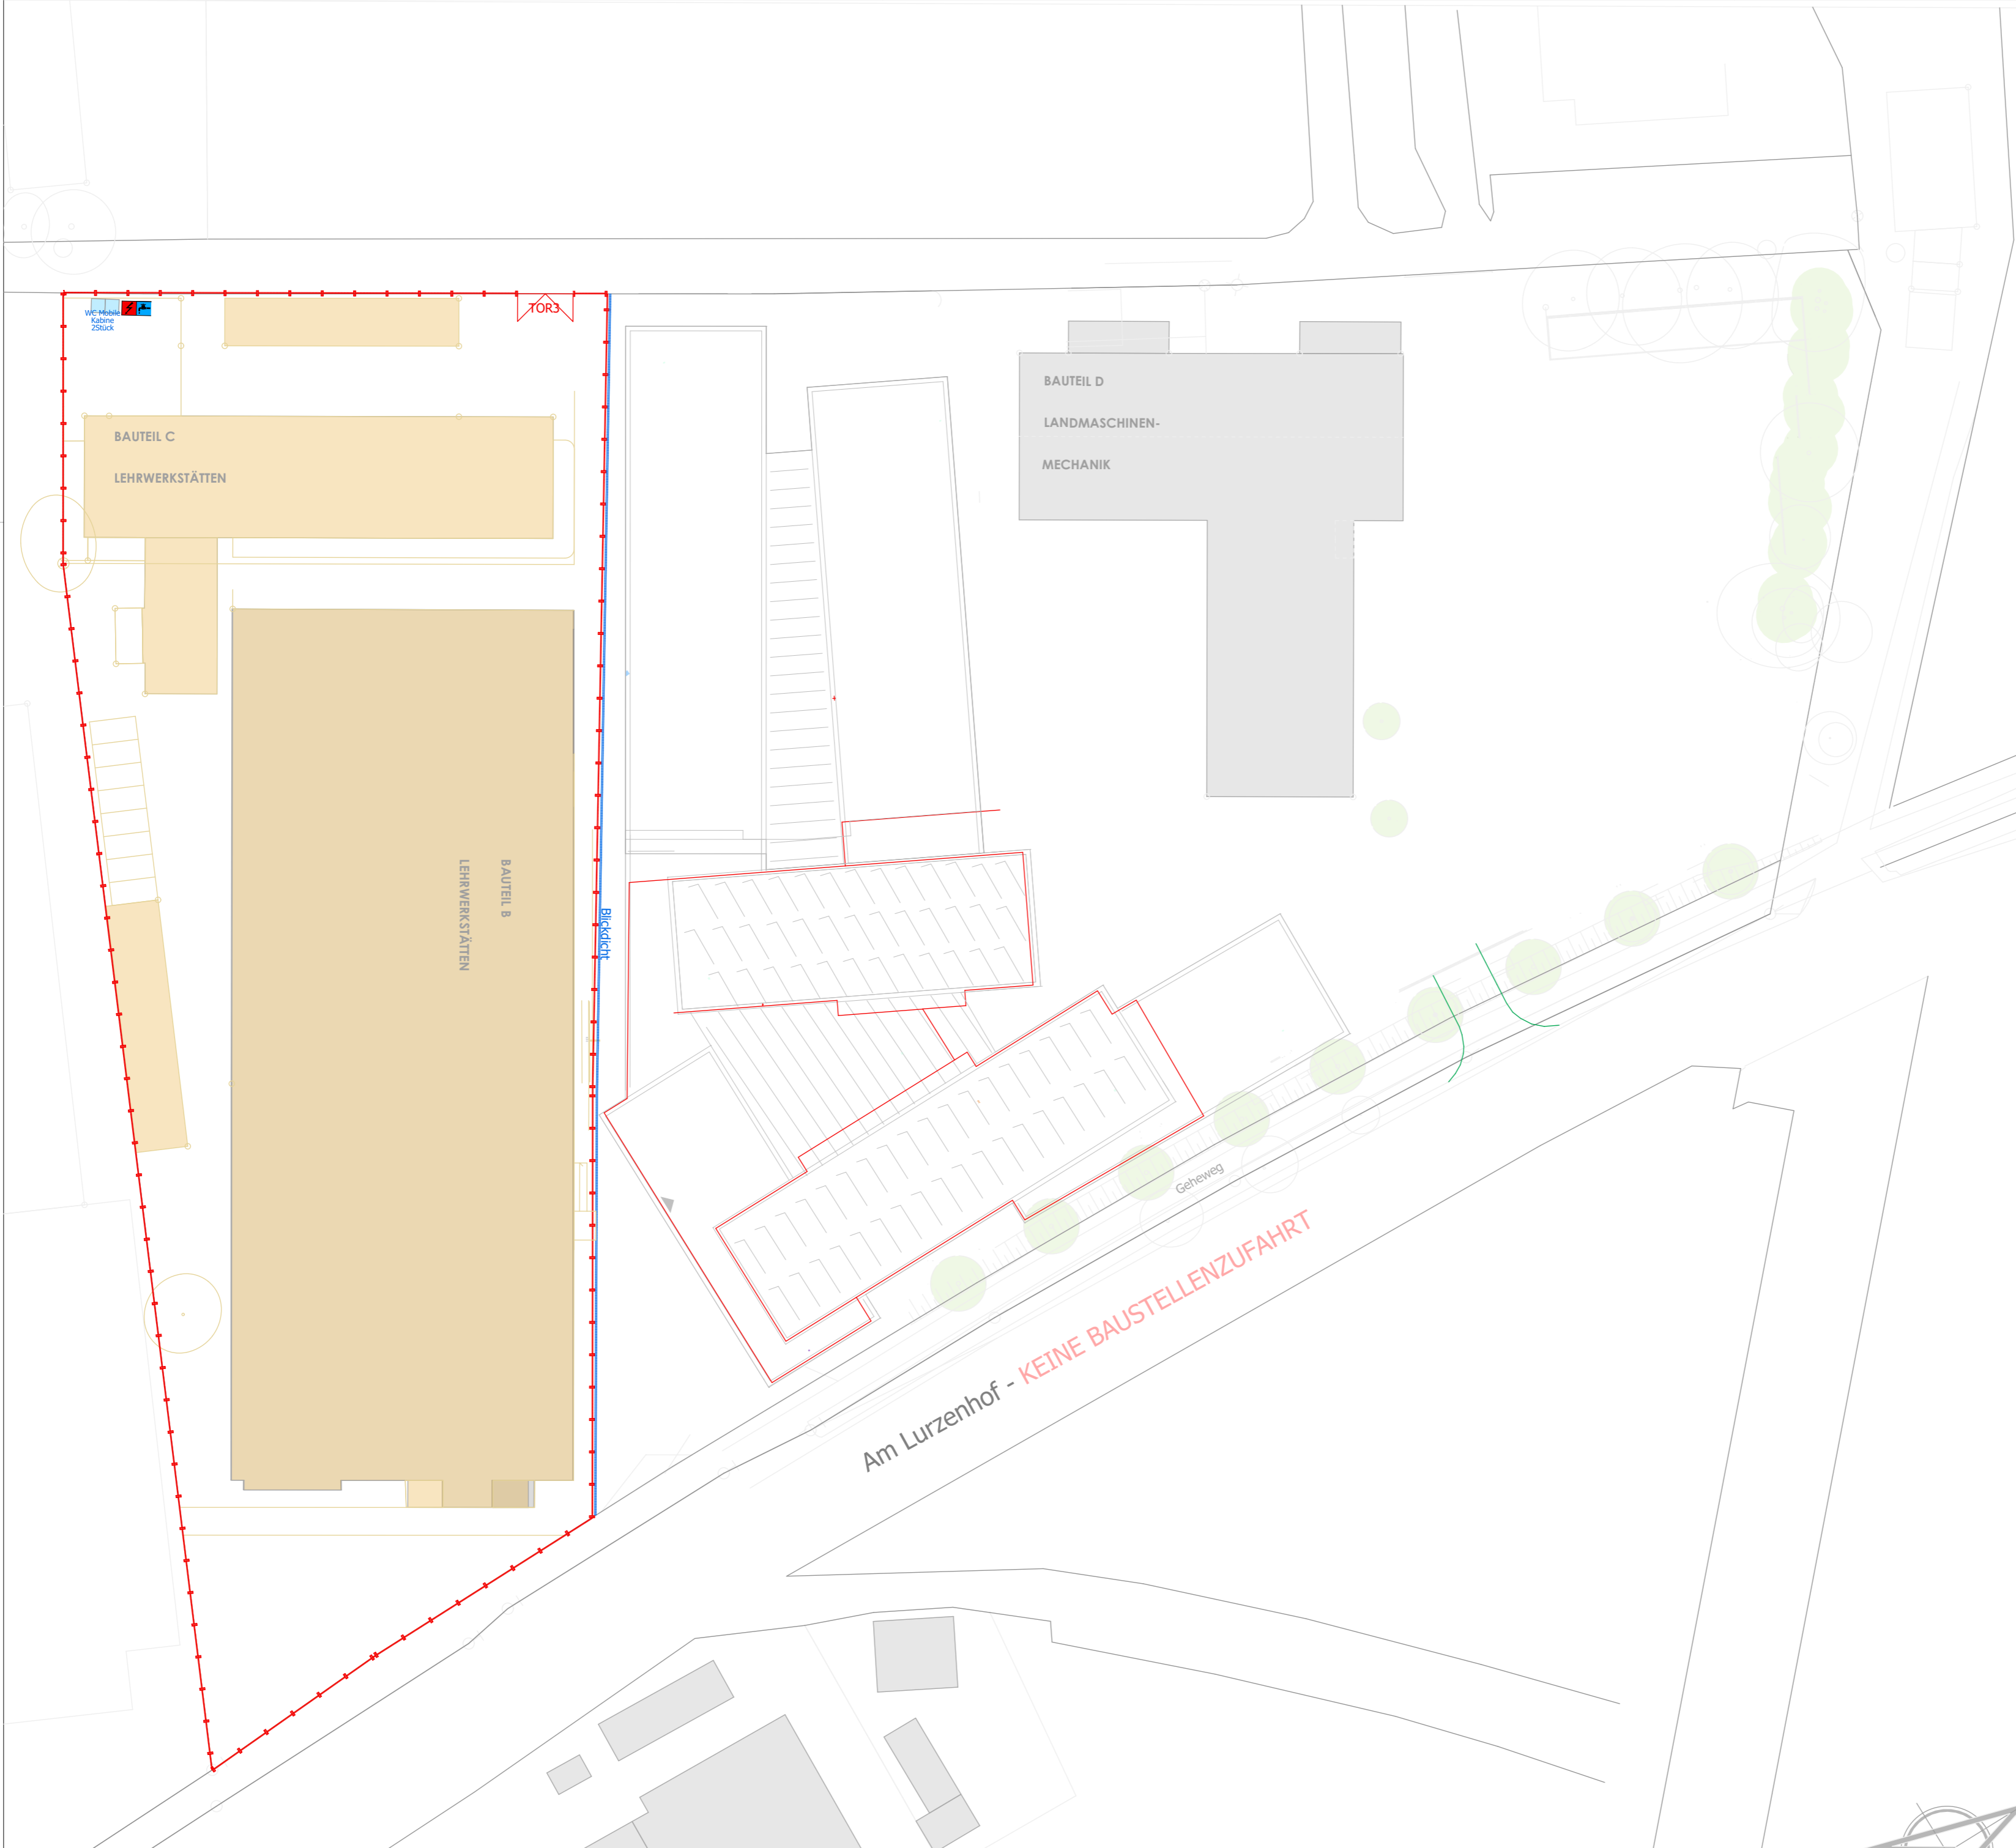 TOR3
WC Mobile
Kabine
2Stück
BAUTEIL C
LEHRWERKSTÄTTEN
BAUTEIL D
LANDMASCHINEN-
MECHANIK
BAUTEIL B
LEHRWERKSTÄTTEN
Blickdicht
Geheweg
Am Lurzenhof - KEINE BAUSTELLENZUFAHRT